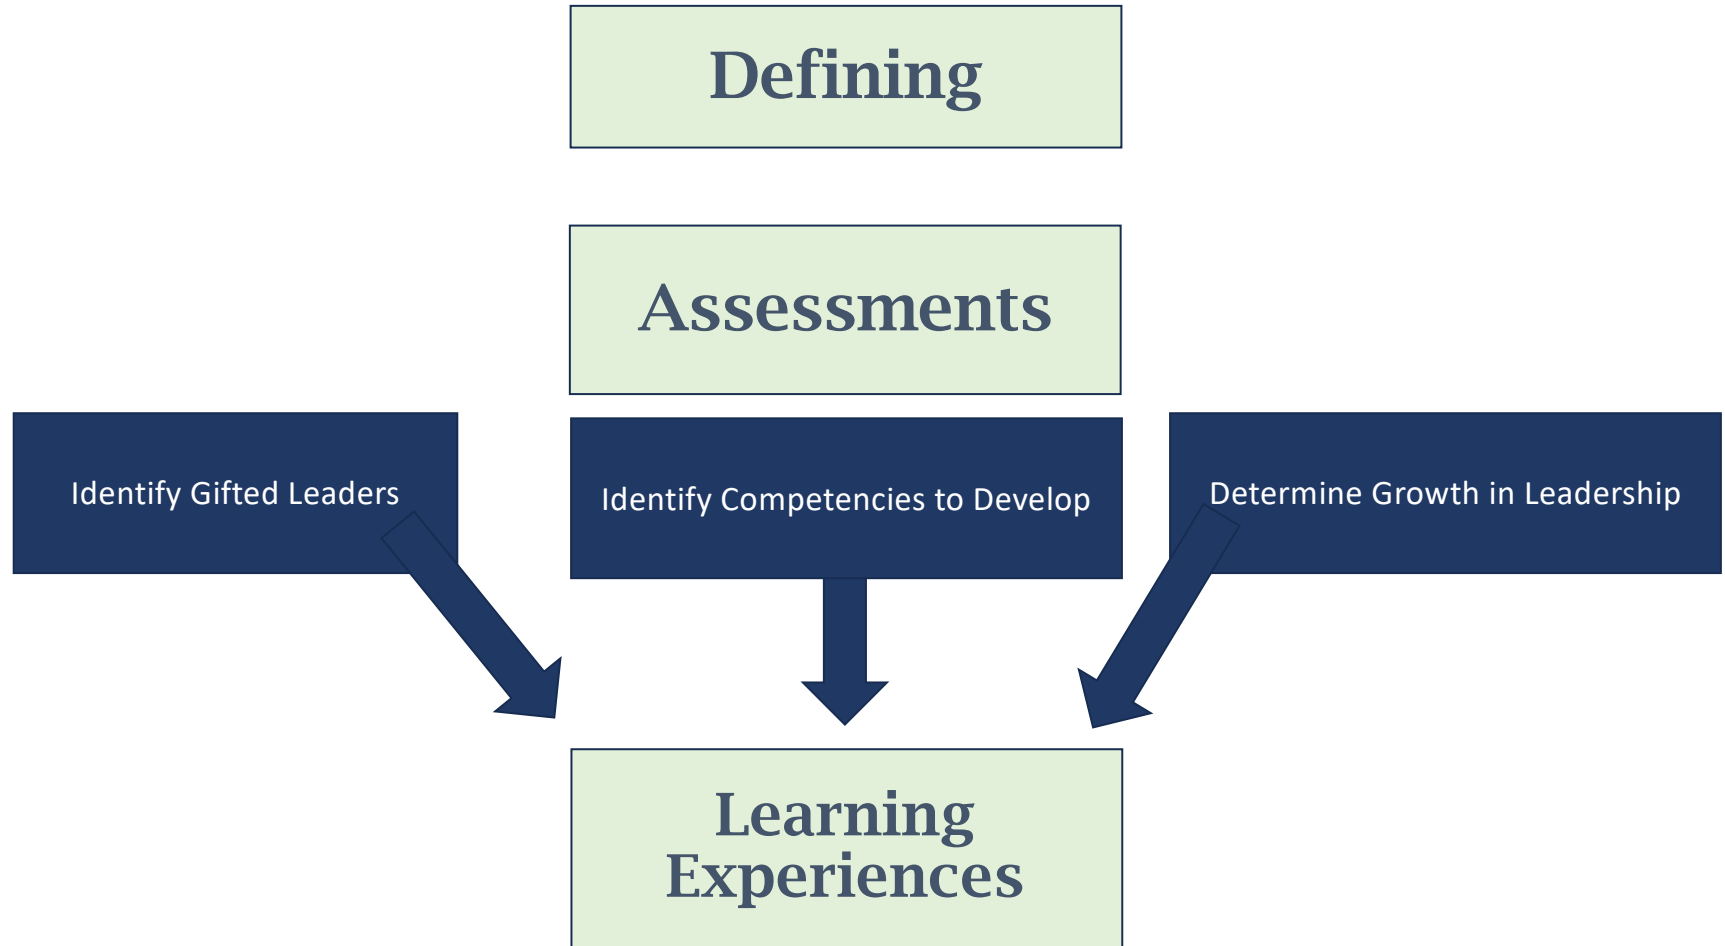 Defining
Assessments
Identify Gifted Leaders
Identify Competencies to Develop
Determine Growth in Leadership
Learning
Experiences